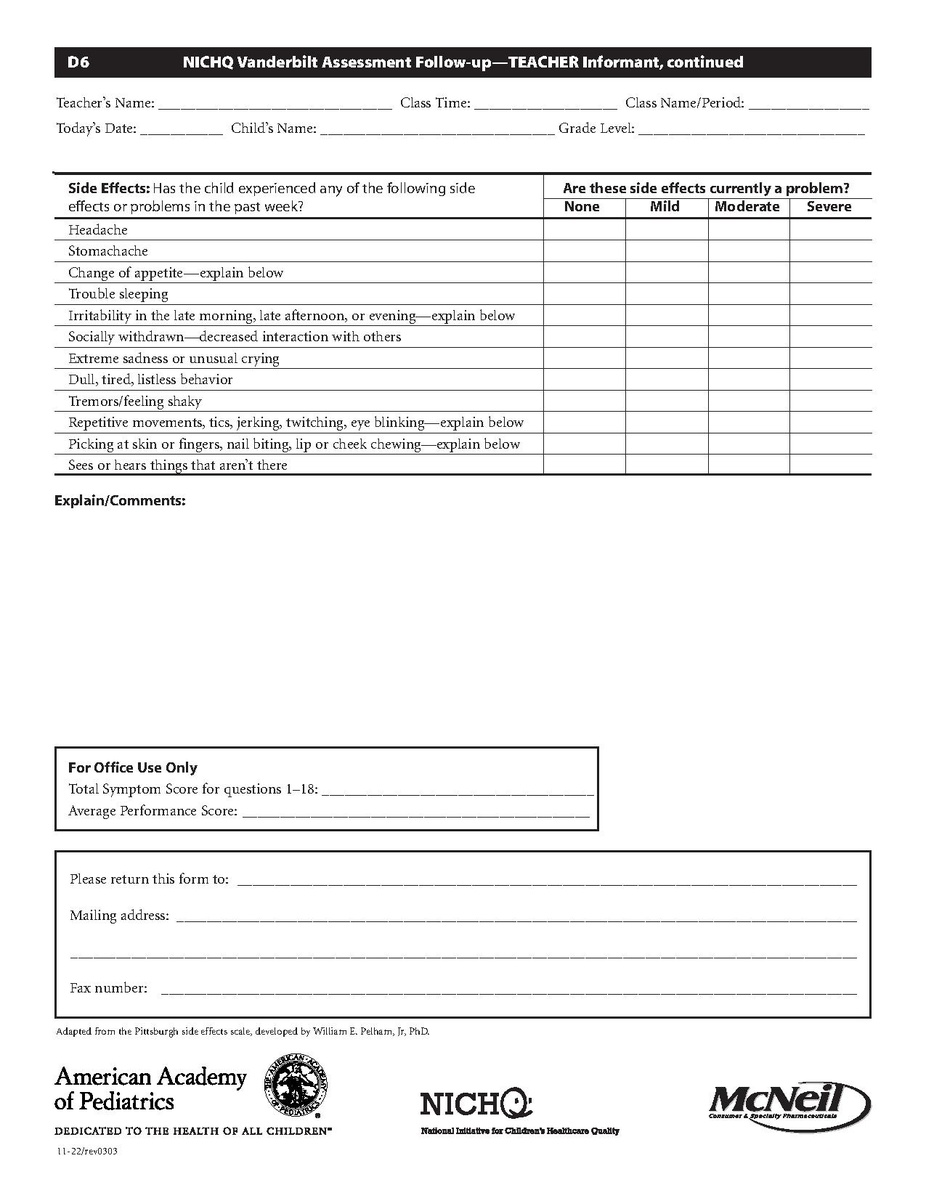 D6 NICHQ Vanderbilt Assessment Follow-up—TEACHER Informant, continued
Teacher’s Name: _______________________________ Class Time: ___________________ Class Name/Period: ________________
Today’s Date: ___________ Child’s Name: _______________________________ Grade Level: ______________________________
Side Effects: Has the child experienced any of the following side
effects or problems in the past week?
Are these side effects currently a problem?
None Mild Moderate Severe
Headache
Stomachache
Change of appetite—explain below
Trouble sleeping
Irritability in the late morning, late afternoon, or evening—explain below
Socially withdrawn—decreased interaction with others
Extreme sadness or unusual crying
Dull, tired, listless behavior
Tremors/feeling shaky
Repetitive movements, tics, jerking, twitching, eye blinking—explain below
Picking at skin or fingers, nail biting, lip or cheek chewing—explain below
Sees or hears things that aren’t there
Explain/Comments:
For Office Use Only
Total Symptom Score for questions 1–18: ____________________________________
Average Performance Score: ______________________________________________
Please return this form to: __________________________________________________________________________________
Mailing address: __________________________________________________________________________________________
________________________________________________________________________________________________________
Fax number: ____________________________________________________________________________________________
Adapted from the Pittsburgh side effects scale, developed by William E. Pelham, Jr, PhD.
American Academy
of Pediatrics
THE AMERICAN ACADEMY OF PEDIATRICS
DEDICATED TO THE HEALTH OF ALL CHILDREN™
NICHQ
National Initiative for Children’s Healthcare Quality
McNeil
Consumer & Specialty Pharmaceuticals
11-22/rev0303